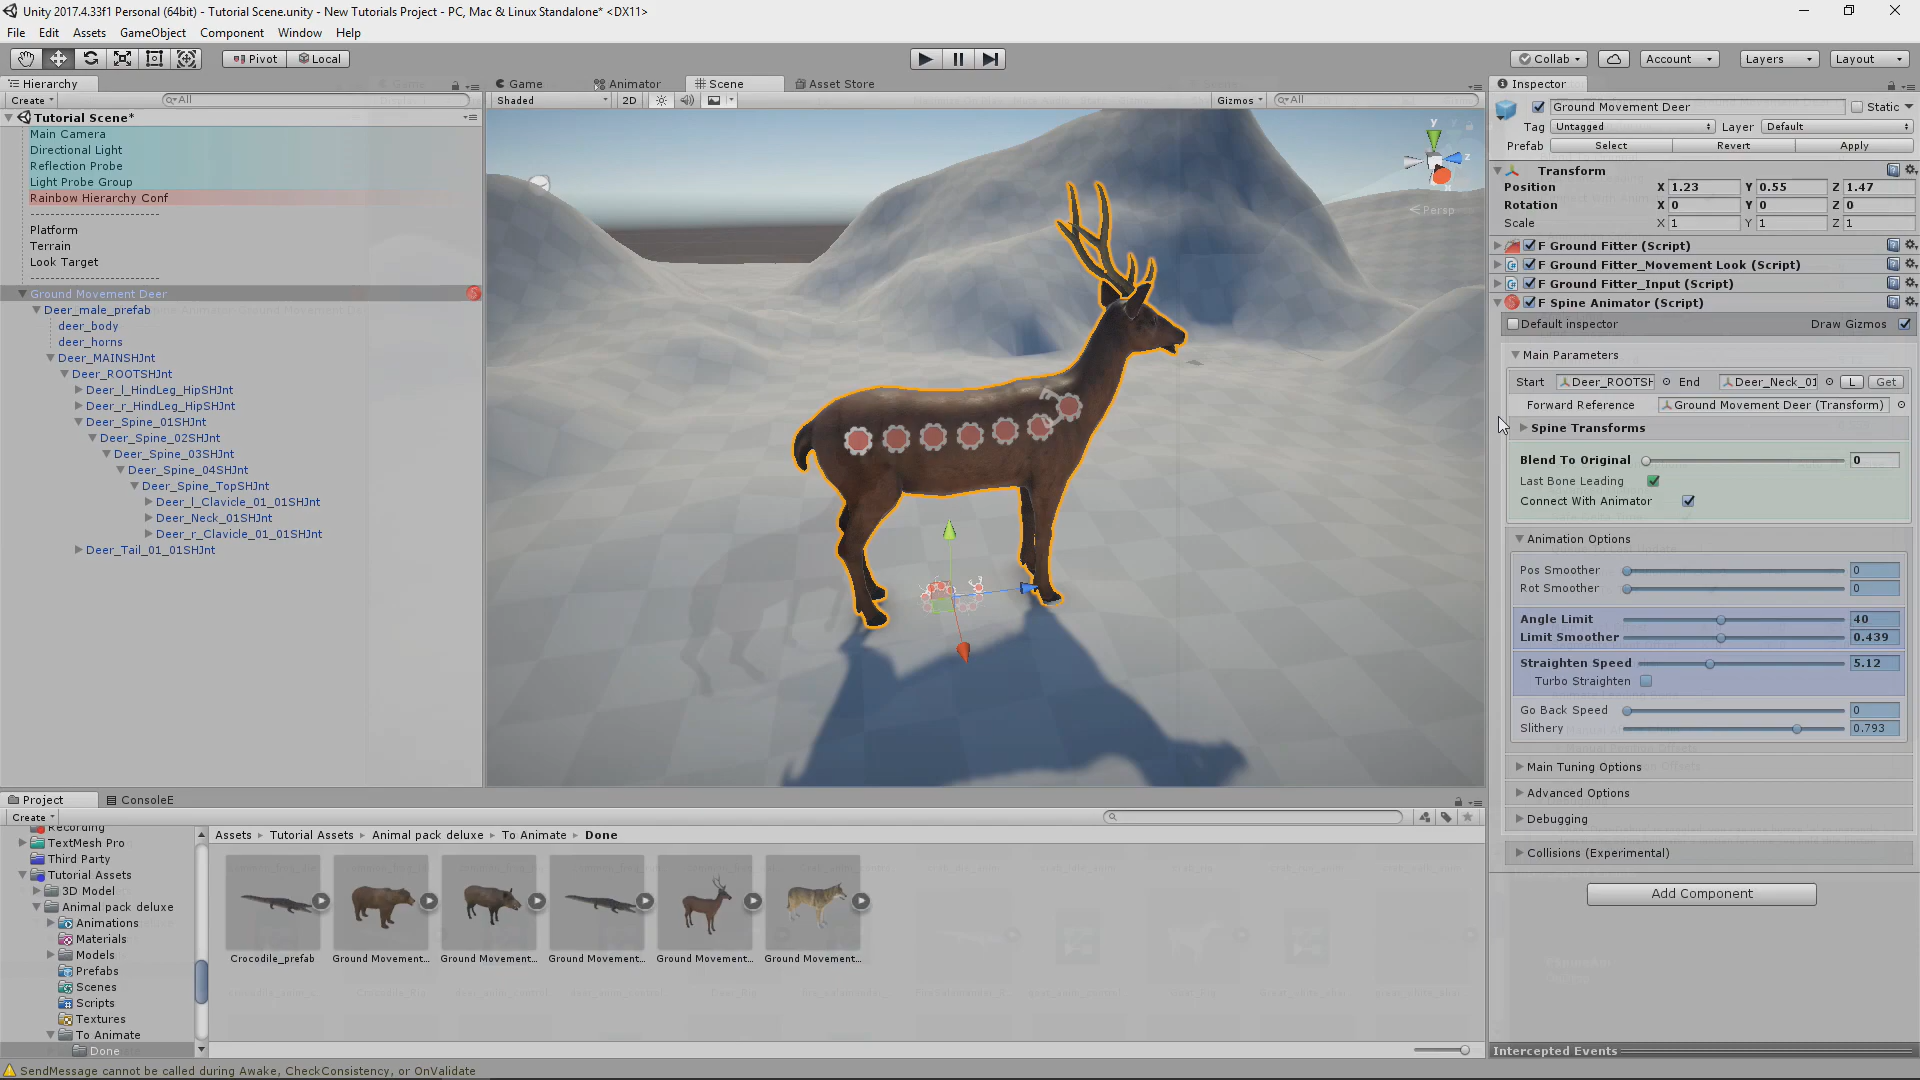 Unity 2017.4.33f1 Personal (64bit) - Tutorial Scene.unity - New Tutorials Project - PC, Mac & Linux Standalone* <DX11>
File Edit Assets GameObject Component Window Help
Pivot Local Collab Account Layers Layout
Hierarchy
Create All
Tutorial Scene*
Main Camera
Directional Light
Reflection Probe
Light Probe Group
Rainbow Hierarchy Conf
-----------------------
Platform
Terrain
Look Target
-----------------------
Ground Movement Deer
Deer_male_prefab
deer_body
deer_horns
Deer_MAINSHJnt
Deer_ROOTSHJnt
Deer_l_HindLeg_HipSHJnt
Deer_r_HindLeg_HipSHJnt
Deer_Spine_01SHJnt
Deer_Spine_02SHJnt
Deer_Spine_03SHJnt
Deer_Spine_04SHJnt
Deer_Spine_TopSHJnt
Deer_l_Clavicle_01_01SHJnt
Deer_Neck_01SHJnt
Deer_r_Clavicle_01_01SHJnt
Deer_Tail_01_01SHJnt
Game Animator Scene Asset Store
Shaded 2D Gizmos All
y
z
x
Persp
Inspector
Ground Movement Deer Static
Tag Untagged Layer Default
Prefab Select Revert Apply
Transform
Position X 1.23 Y 0.55 Z 1.47
Rotation X 0 Y 0 Z 0
Scale X 1 Y 1 Z 1
F Ground Fitter (Script)
F Ground Fitter_Movement Look (Script)
F Ground Fitter_Input (Script)
F Spine Animator (Script)
Default inspector Draw Gizmos
Main Parameters
Start Deer_ROOTSH End Deer_Neck_01 L Get
Forward Reference Ground Movement Deer (Transform)
Spine Transforms
Blend To Original 0
Last Bone Leading
Connect With Animator
Animation Options
Pos Smoother 0
Rot Smoother 0
Angle Limit 40
Limit Smoother 0.439
Straighten Speed 5.12
Turbo Straighten
Go Back Speed 0
Slithery 0.793
Main Tuning Options
Advanced Options
Debugging
Collisions (Experimental)
Add Component
Intercepted Events
Project ConsoleE
Create
Recording
TextMesh Pro
Third Party
Tutorial Assets
3D Model
Animal pack deluxe
Animations
Materials
Models
Prefabs
Scenes
Scripts
Textures
To Animate
Done
Assets Tutorial Assets Animal pack deluxe To Animate Done
Crocodile_prefab Ground Movement... Ground Movement... Ground Movement... Ground Movement... Ground Movement...
SendMessage cannot be called during Awake, CheckConsistency, or OnValidate